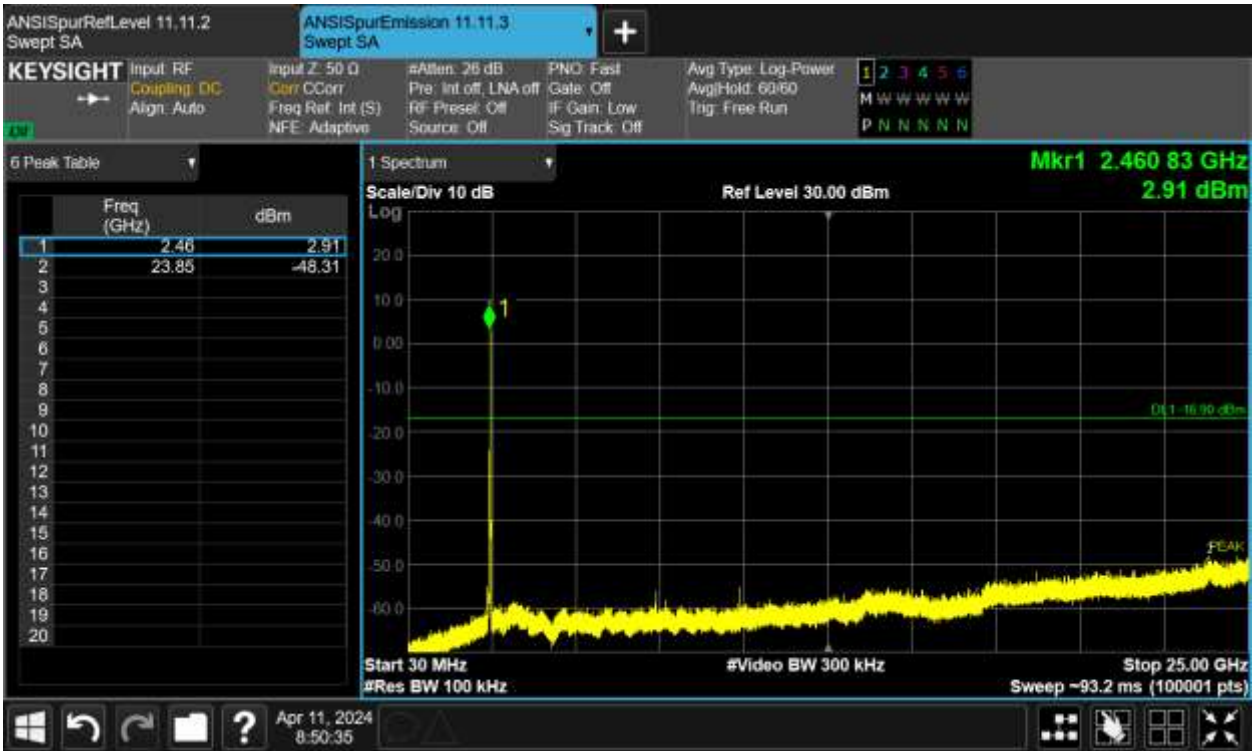 ANSISpurRefLevel 11.11.2
Swept SA
ANSISpurEmission 11.11.3
Swept SA
KEYSIGHT
Input: RF
Coupling: DC
Align: Auto
Input Z: 50 Ω
Corr CCorr
Freq Ref: Int (S)
NFE: Adaptive
#Atten: 26 dB
Pre: Int off, LNA off
RF Presel: Off
Source: Off
PNO: Fast
Gate: Off
IF Gain: Low
Sig Track: Off
Avg Type: Log-Power
Avg|Hold: 60/60
Trig: Free Run
1 2 3 4 5 6
M W W W W W W
P N N N N N N
6 Peak Table
Freq (GHz) dBm
1 2.46 2.91
2 23.85 -48.31
3
4
5
6
7
8
9
10
11
12
13
14
15
16
17
18
19
20
1 Spectrum
Mkr1 2.460 83 GHz
2.91 dBm
Scale/Div 10 dB
Ref Level 30.00 dBm
Log
20.0
10.0
0.00
-10.0
-20.0
-30.0
-40.0
-50.0
-60.0
1
DL1 -16.90 dBm
2
PEAK
Start 30 MHz
#Video BW 300 kHz
Stop 25.00 GHz
#Res BW 100 kHz
Sweep ~93.2 ms (100001 pts)
?
Apr 11, 2024
8:50:35